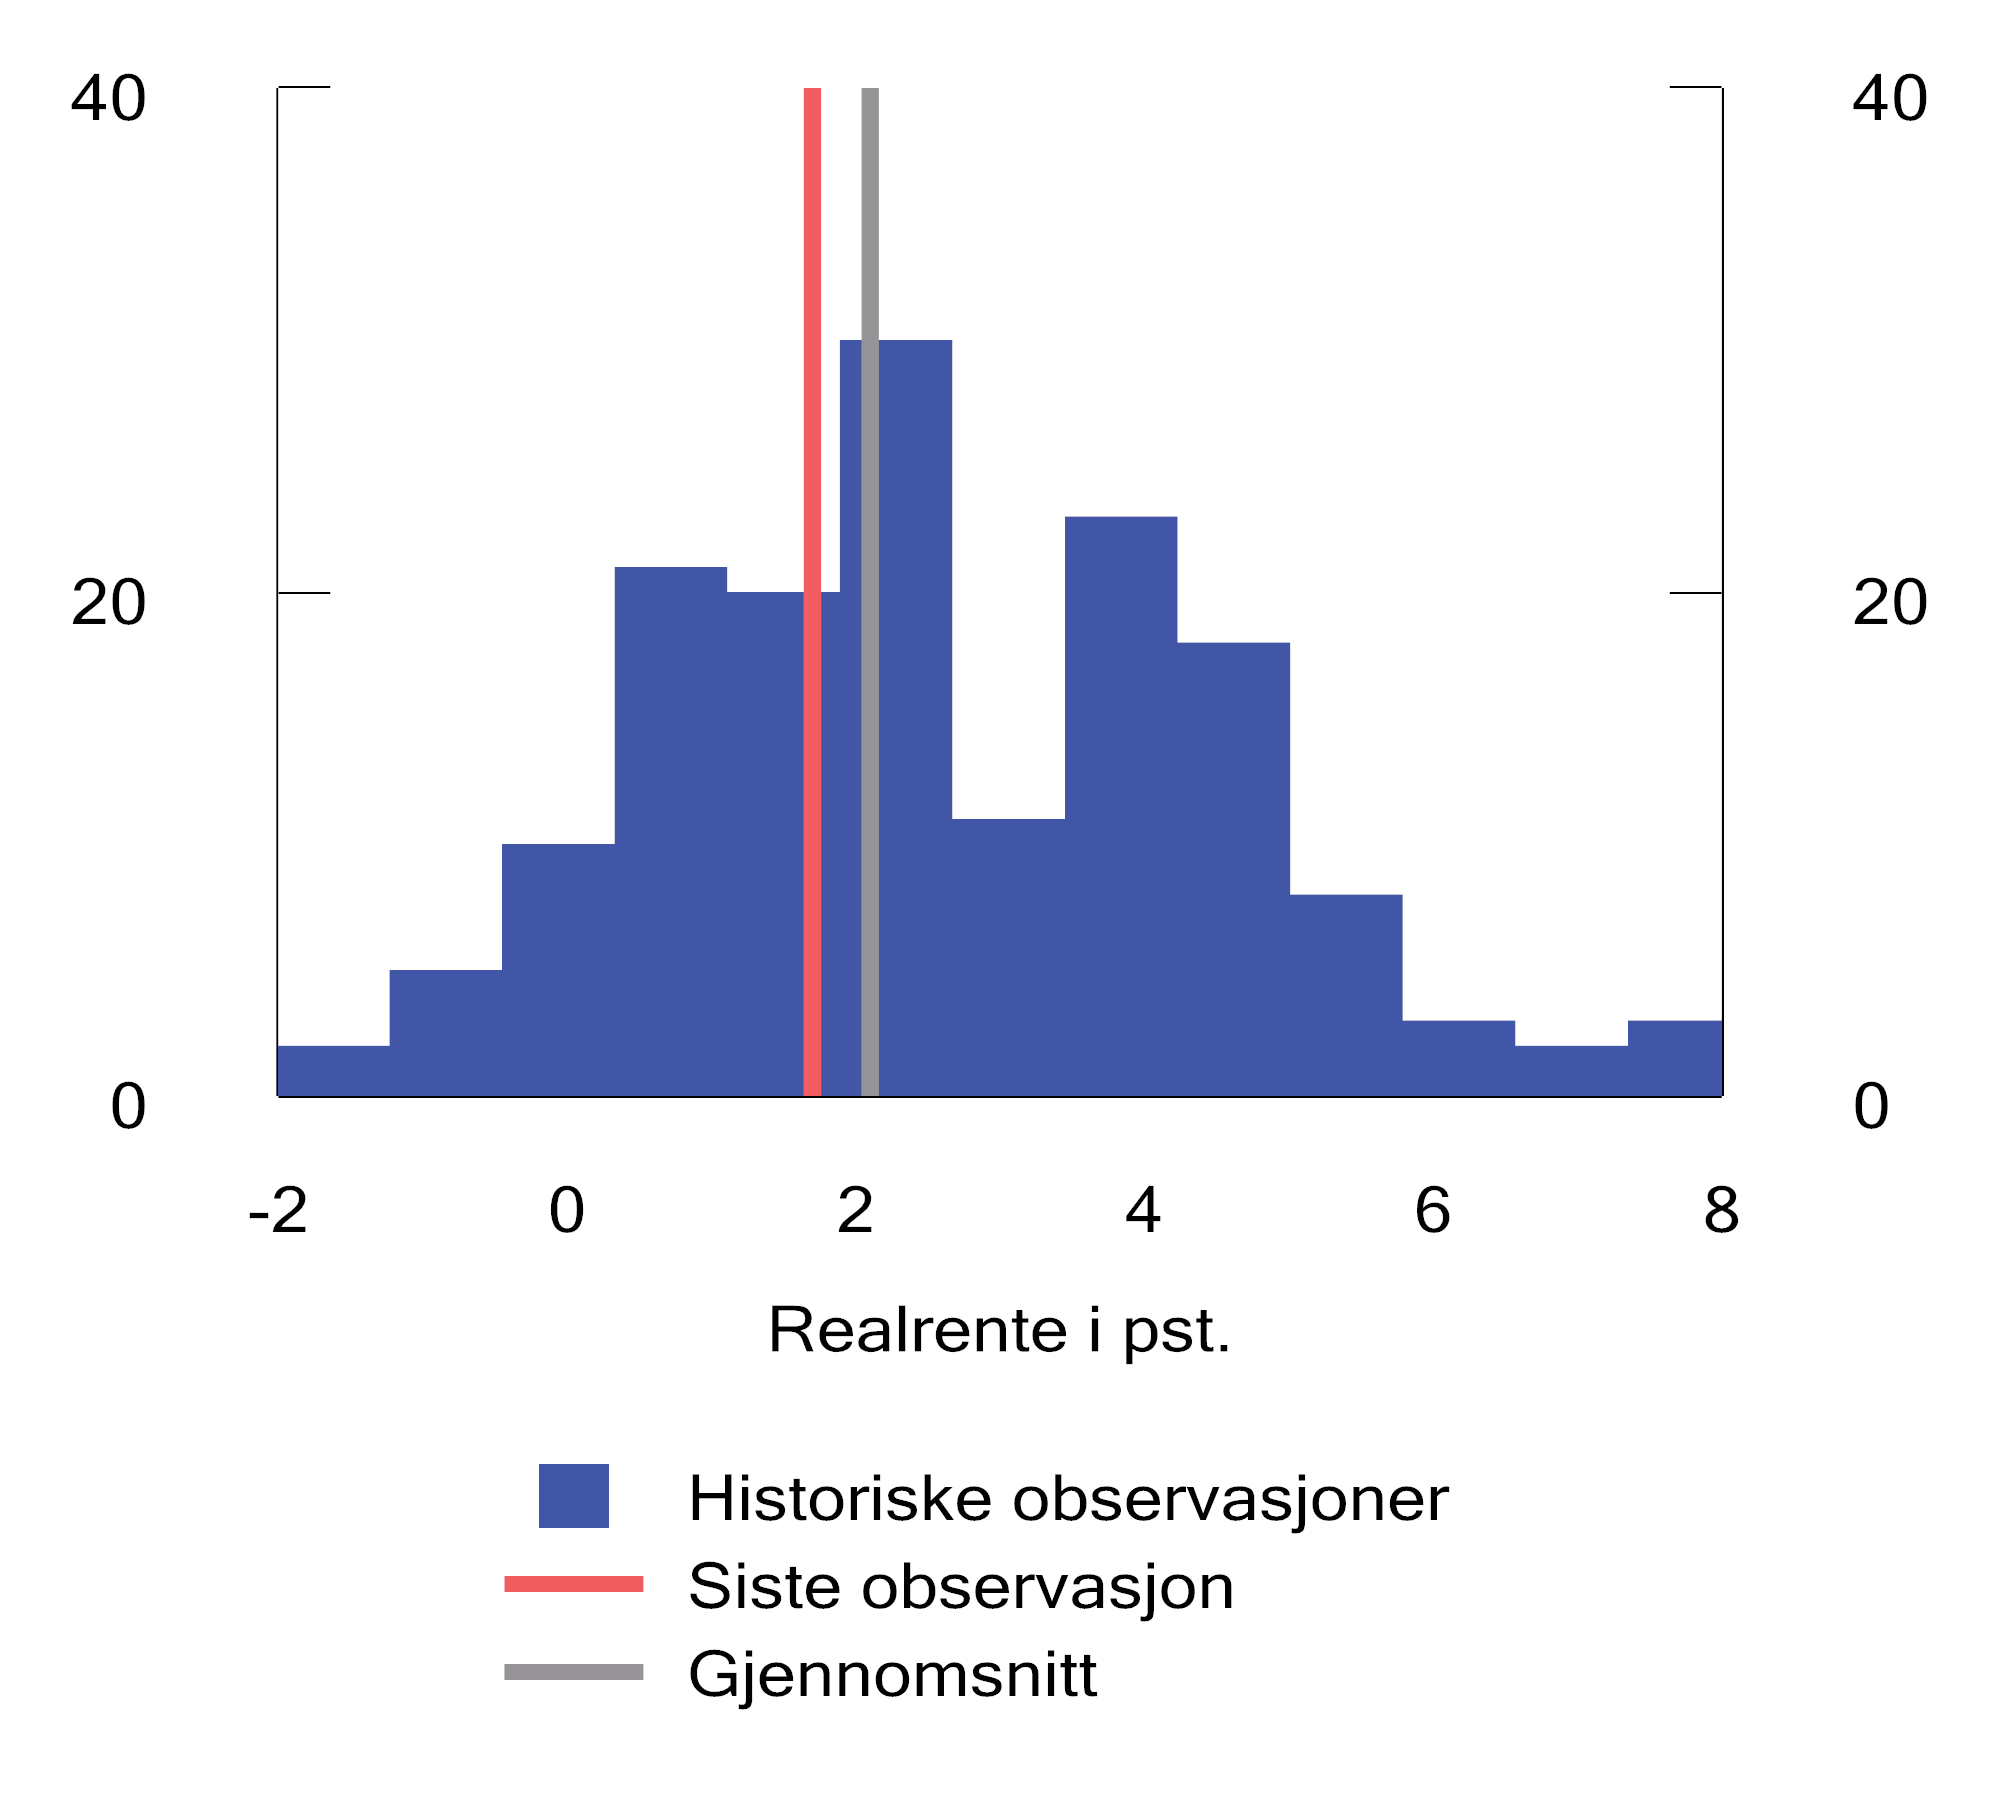 40 40
20 20
0 0
-2 0 2 4 6 8
Realrente i pst.
Historiske observasjoner
Siste observasjon
Gjennomsnitt